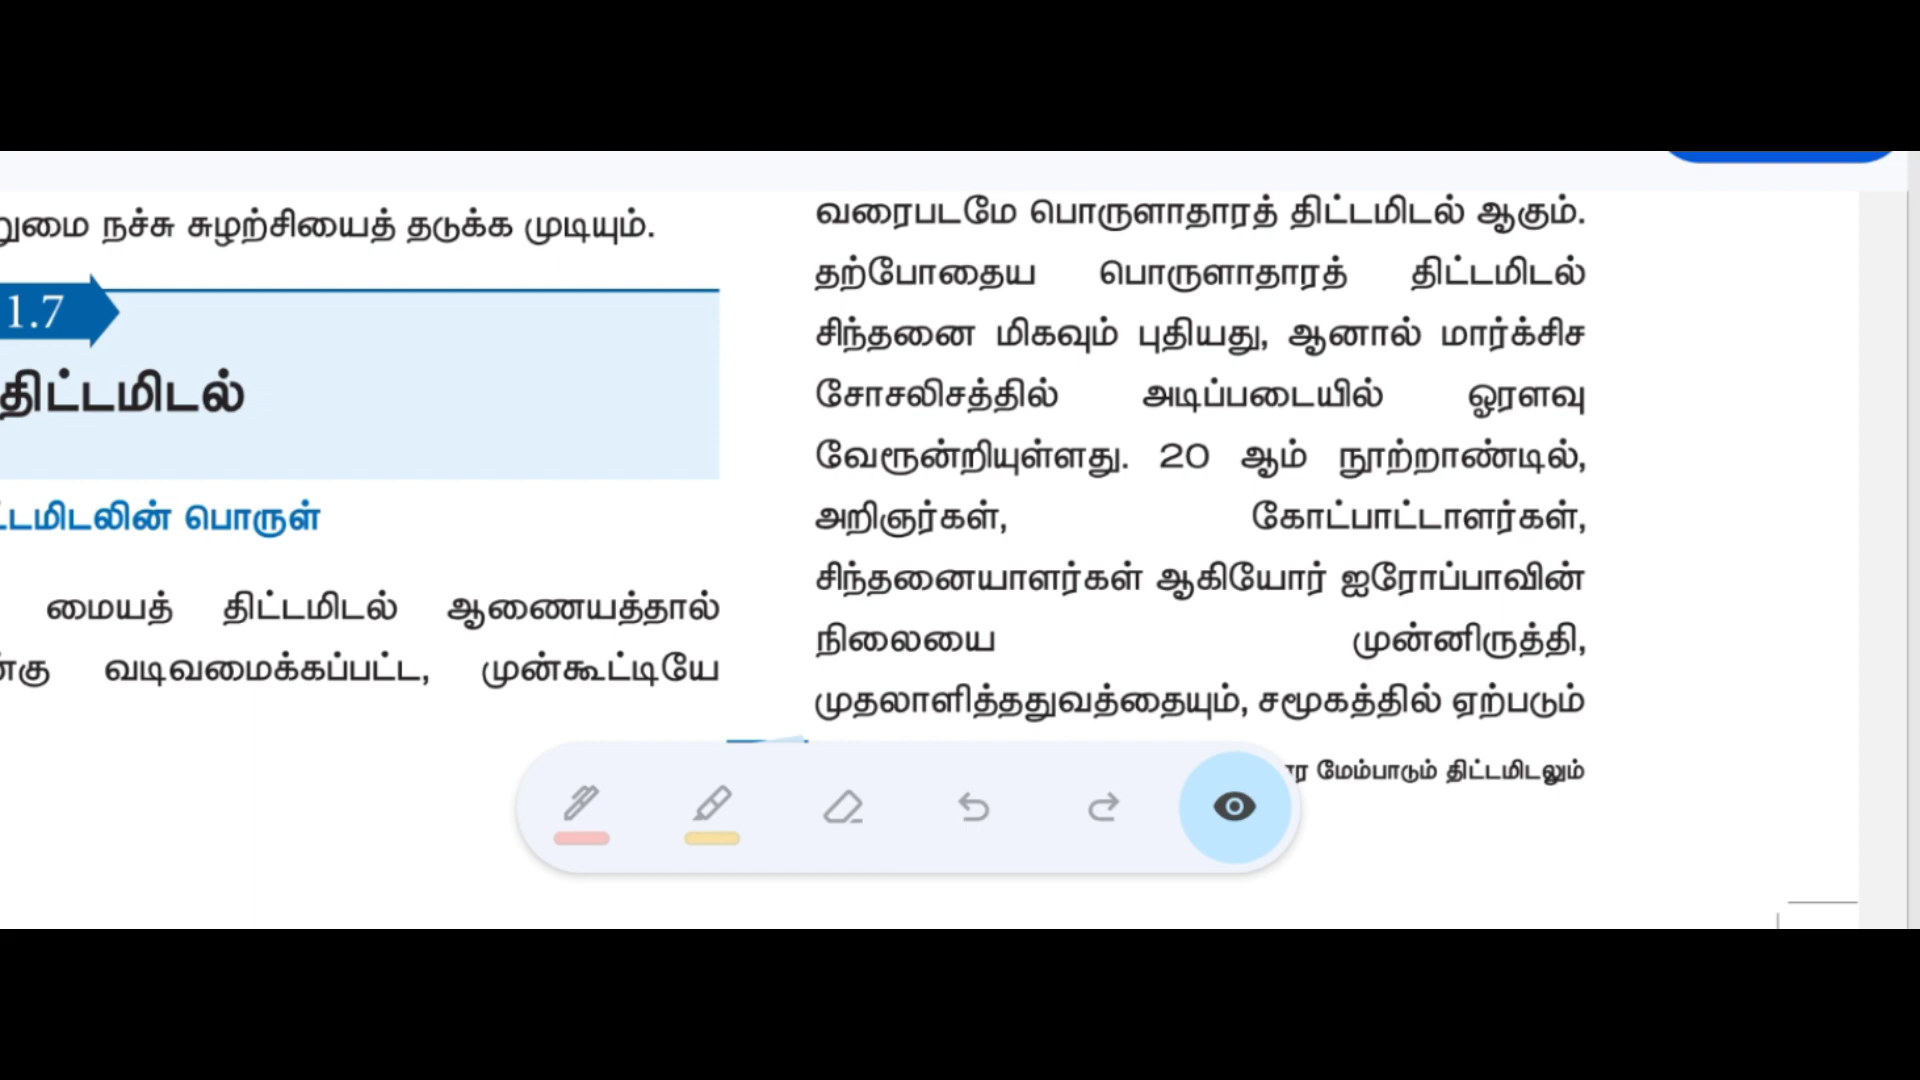 நச்சு சுழற்சியைத் தடுக்க முடியும்.
1.7
திட்டமிடல்
பொருள்
மையத் திட்டமிடல் ஆணையத்தால்
வடிவமைக்கப்பட்ட, முன்கூட்டியே
வரைபடமே பொருளாதாரத் திட்டமிடல் ஆகும்.
தற்போதைய பொருளாதாரத் திட்டமிடல்
சிந்தனை மிகவும் புதியது, ஆனால் மார்க்சிச
சோசலிசத்தில் அடிப்படையில் ஓரளவு
வேரூன்றியுள்ளது. 20 ஆம் நூற்றாண்டில்,
அறிஞர்கள், கோட்பாட்டாளர்கள்,
சிந்தனையாளர்கள் ஆகியோர் ஐரோப்பாவின்
நிலையை முன்னிருத்தி,
முதலாளித்ததுவத்தையும், சமூகத்தில் ஏற்படும்
மேம்பாடும் திட்டமிடலும்